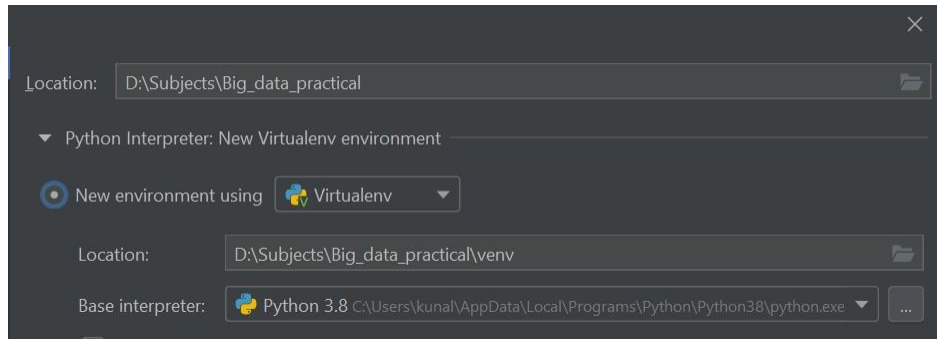 Location: D:\Subjects\Big_data_practical
Python Interpreter: New Virtualenv environment
New environment using Virtualenv
Location: D:\Subjects\Big_data_practical\venv
Base interpreter: Python 3.8 C:\Users\kunal\AppData\Local\Programs\Python\Python38\python.exe ...